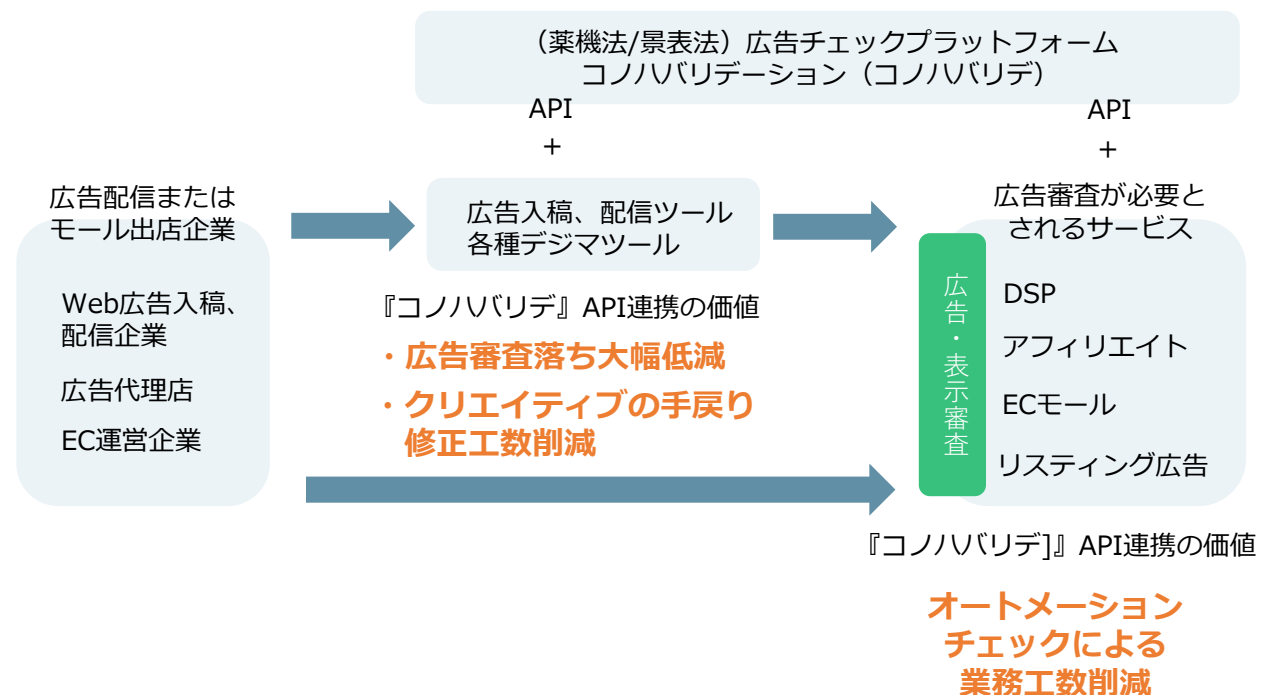 （薬機法/景表法）広告チェックプラットフォーム
コノハバリデーション（コノハバリデ）
API
+
API
+
広告配信または
モール出店企業
Web広告入稿、
配信企業
広告代理店
EC運営企業
広告入稿、配信ツール
各種デジマツール
『コノハバリデ』API連携の価値
・広告審査落ち大幅低減
・クリエイティブの手戻り
修正工数削減
広告審査が必要と
されるサービス
広告・表示審査
DSP
アフィリエイト
ECモール
リスティング広告
『コノハバリデ]』API連携の価値
オートメーション
チェックによる
業務工数削減